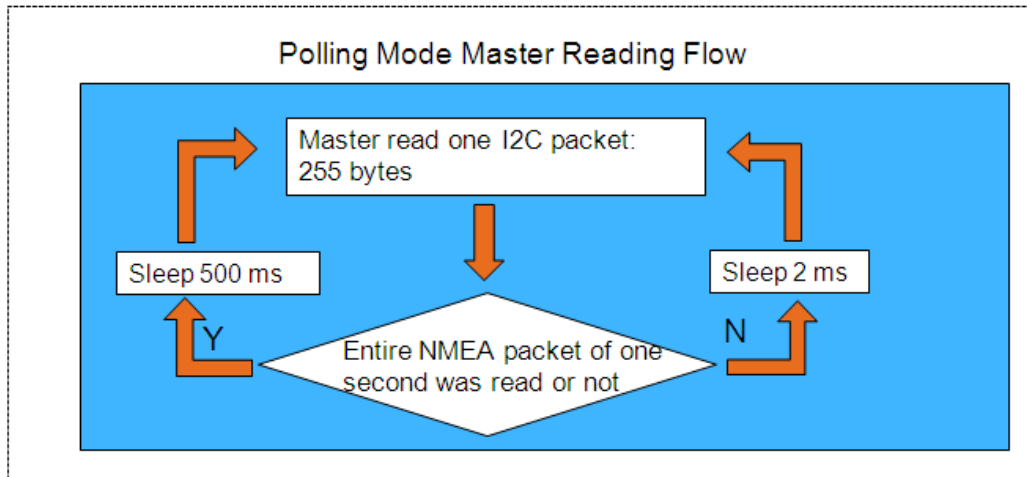 Polling Mode Master Reading Flow
Master read one I2C packet:
255 bytes
Sleep 500 ms
Sleep 2 ms
Y
N
Entire NMEA packet of one
second was read or not